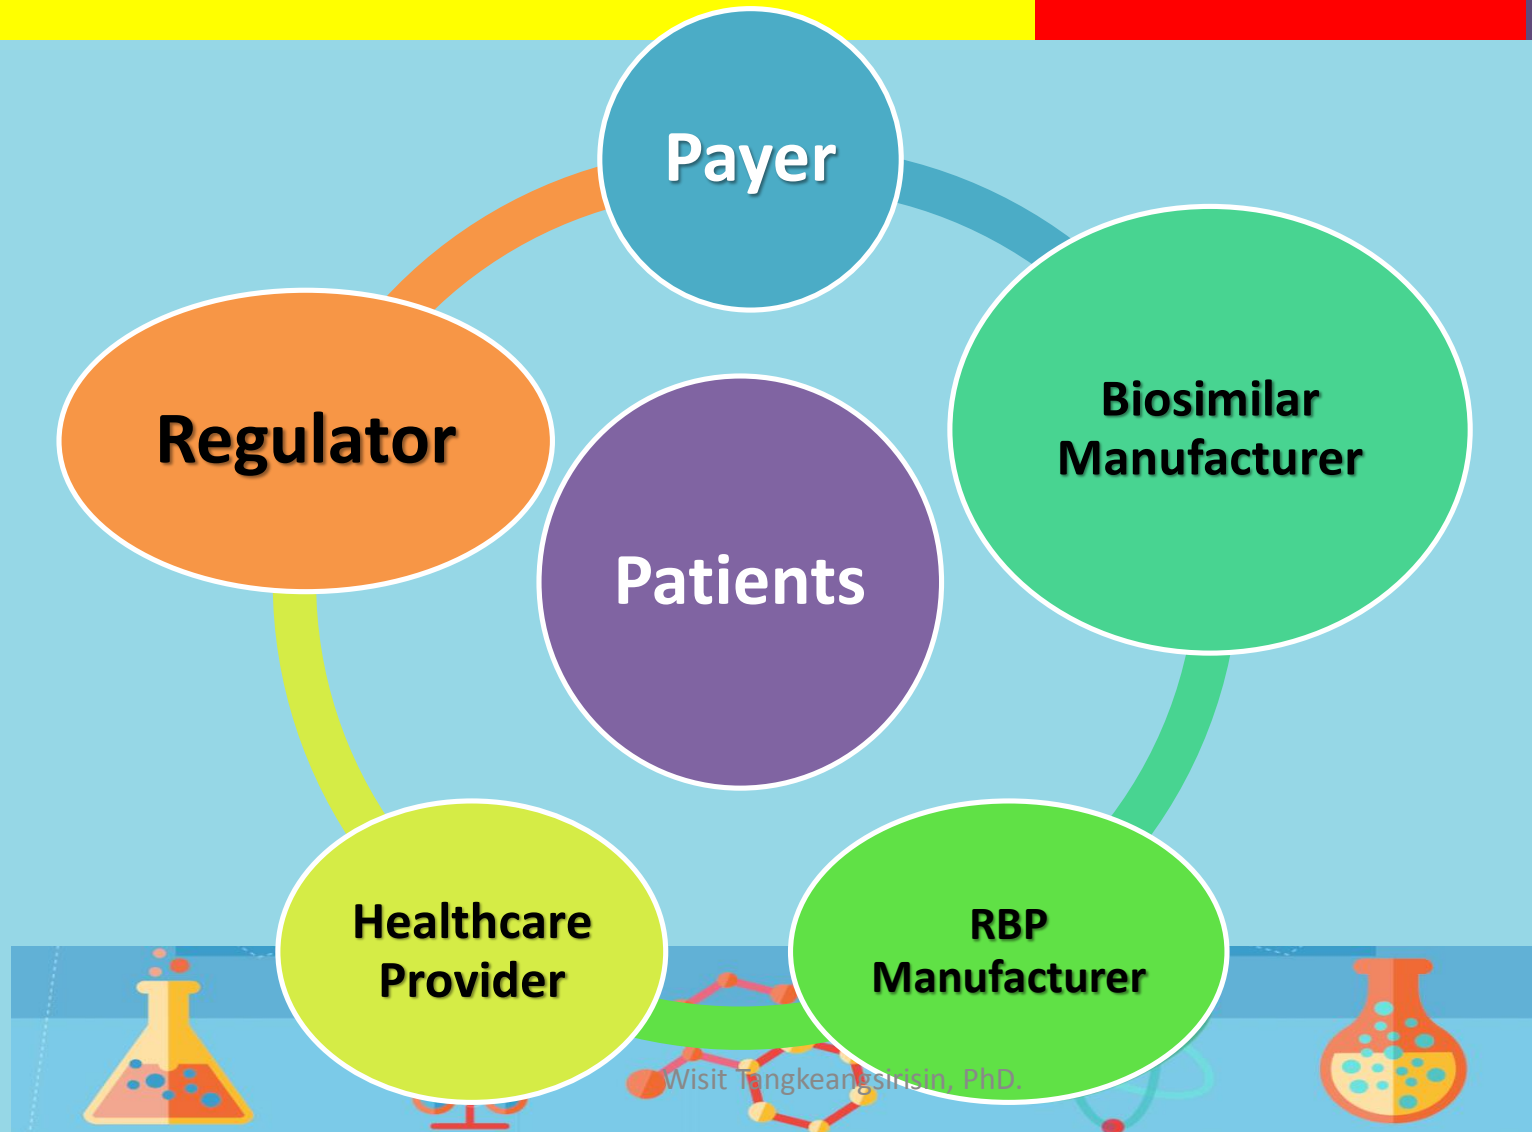 Payer
Biosimilar
Manufacturer
Regulator
Patients
Healthcare
Provider
RBP
Manufacturer
Wisit Tangkeangsirisin, PhD.